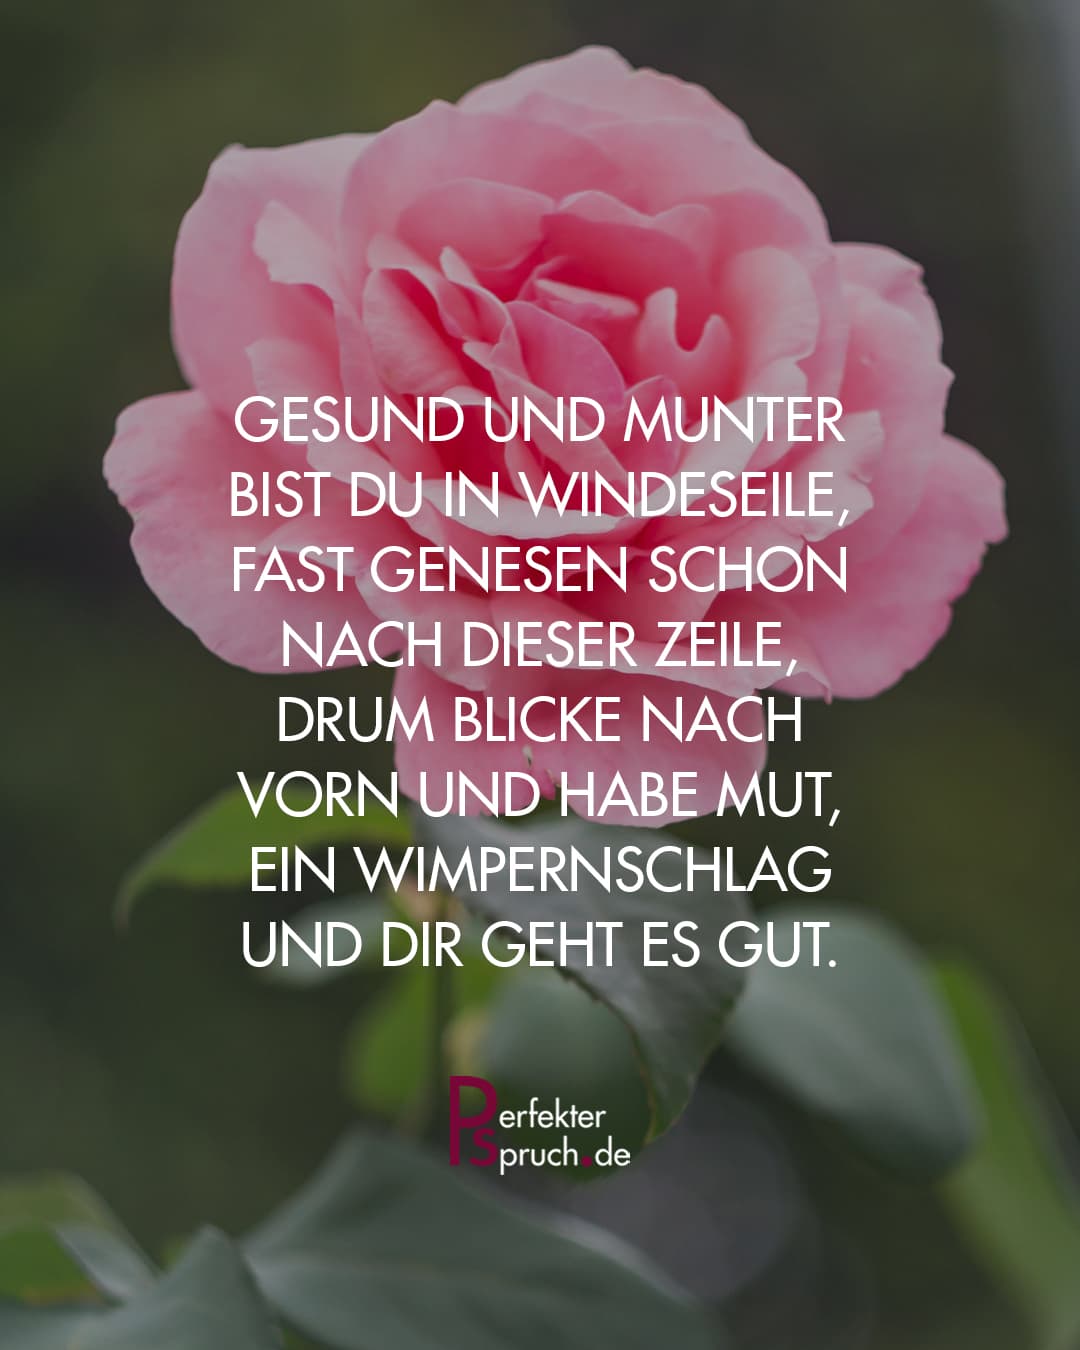 GESUND UND MUNTER
BIST DU IN WINDESEILE,
FAST GENESEN SCHON
NACH DIESER ZEILE,
DRUM BLICKE NACH
VORN UND HABE MUT,
EIN WIMPERNSCHLAG
UND DIR GEHT ES GUT.
Perfekter
Spruch.de